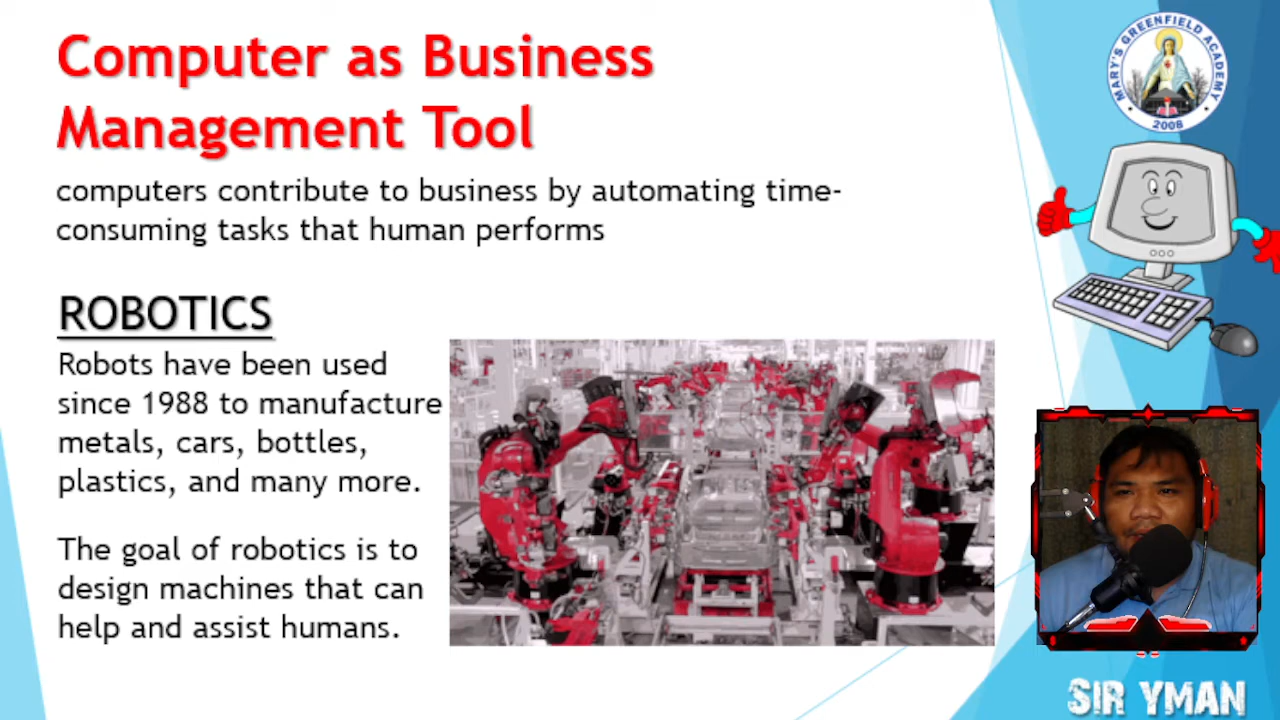 Computer as Business
Management Tool
computers contribute to business by automating time-
consuming tasks that human performs
ROBOTICS
Robots have been used
since 1988 to manufacture
metals, cars, bottles,
plastics, and many more.
The goal of robotics is to
design machines that can
help and assist humans.
MARY'S GREENFIELD ACADEMY
2008
SIR YMAN